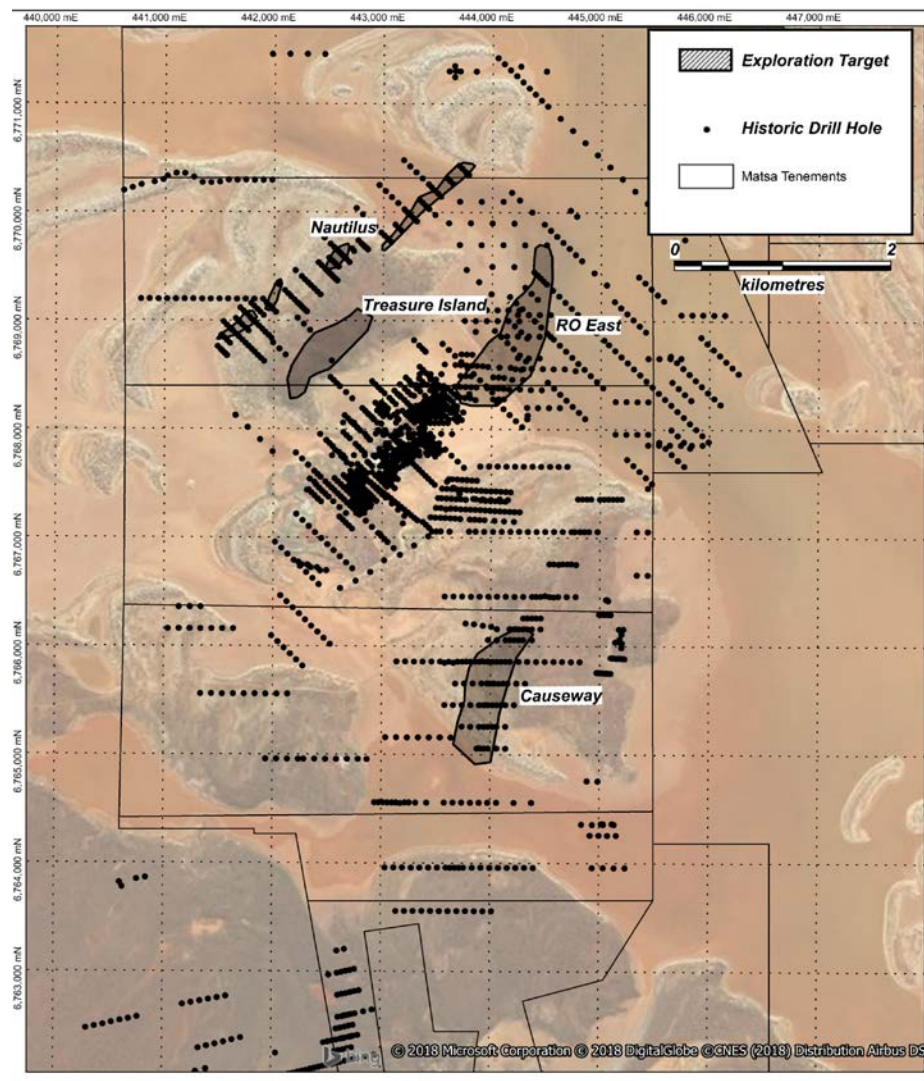 440,000 mE
441,000 mE
442,000 mE
443,000 mE
444,000 mE
445,000 mE
446,000 mE
447,000 mE
Exploration Target
Historic Drill Hole
Matsa Tenements
0 2
kilometres
6,771,000 mN
6,770,000 mN
6,769,000 mN
6,768,000 mN
6,767,000 mN
6,766,000 mN
6,765,000 mN
6,764,000 mN
6,763,000 mN
Nautilus
Treasure Island
RO East
Causeway
bing
© 2018 Microsoft Corporation © 2018 DigitalGlobe ©CNES (2018) Distribution Airbus DS